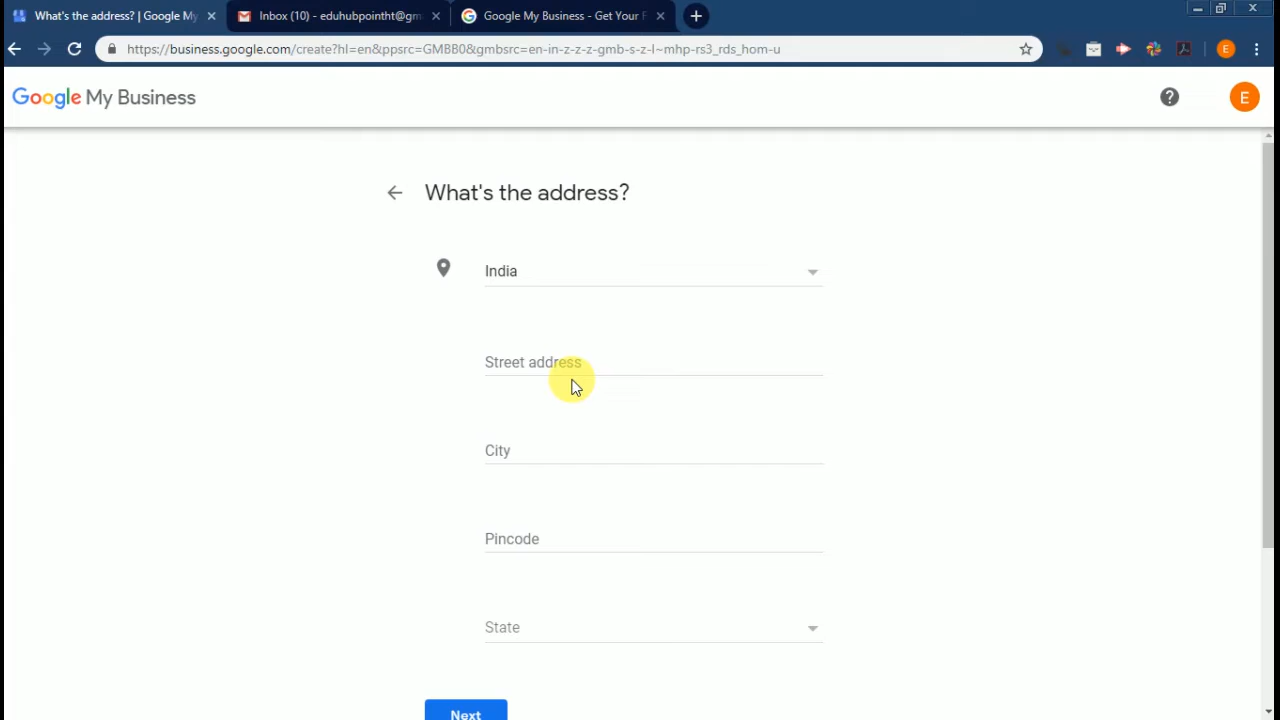 What's the address? | Google My
Inbox (10) - eduhubpointht@gm
Google My Business - Get Your F
https://business.google.com/create?hl=en&ppsrc=GMBB0&gmbsrc=en-in-z-z-z-gmb-s-z-l~mhp-rs3_rds_hom-u
E
Google My Business
E
What's the address?
India
Street address
City
Pincode
State
Next